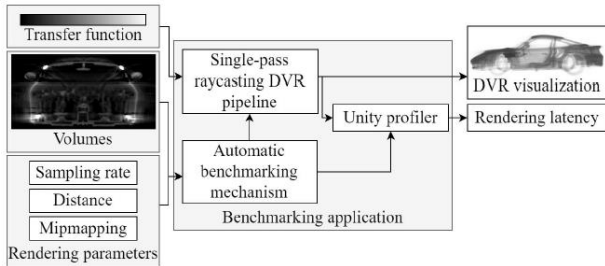 Transfer function
Volumes
Sampling rate
Distance
Mipmapping
Rendering parameters
Single-pass
raycasting DVR
pipeline
Automatic
benchmarking
mechanism
Unity profiler
Benchmarking application
DVR visualization
Rendering latency